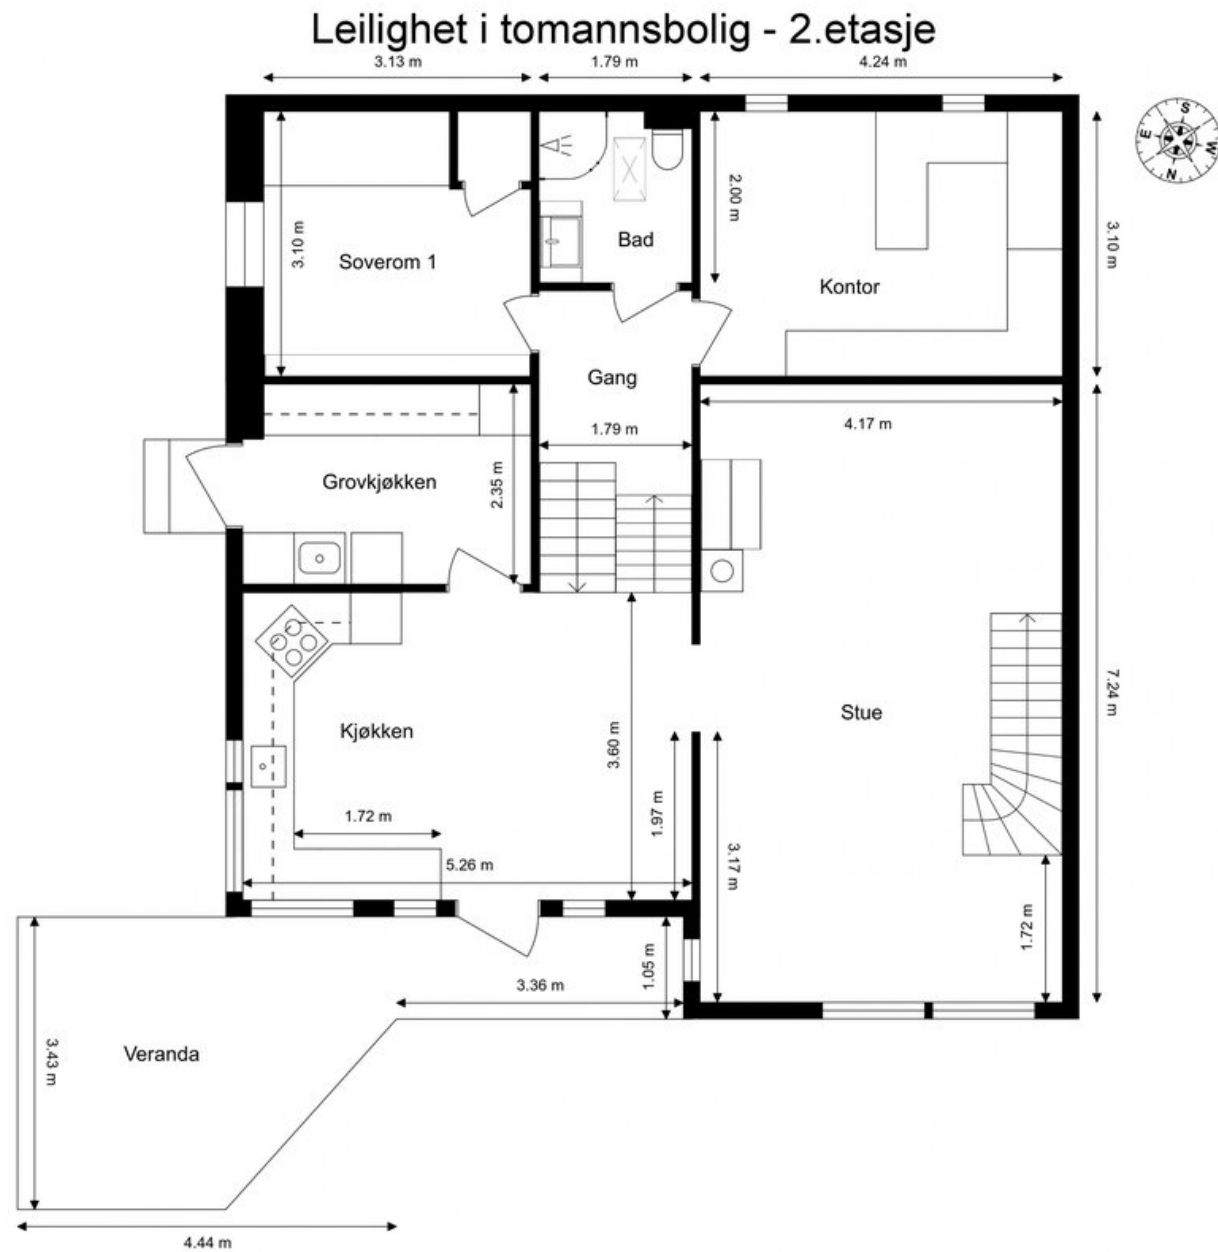 Leilighet i tomannsbolig - 2.etasje
3.13 m
1.79 m
4.24 m
S
E
W
N
3.10 m
Soverom 1
Bad
2.00 m
Kontor
3.10 m
Gang
1.79 m
4.17 m
Grovkjøkken
2.35 m
Kjøkken
3.60 m
Stue
7.24 m
1.72 m
1.97 m
5.26 m
3.17 m
1.72 m
1.05 m
3.36 m
Veranda
3.43 m
4.44 m